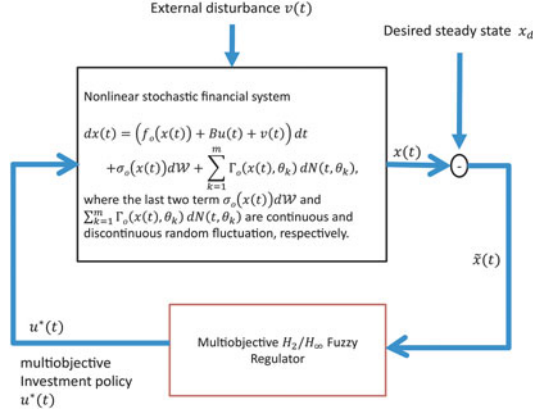 External disturbance v(t)
Desired steady state x_d
Nonlinear stochastic financial system
dx(t) = (f_o(x(t)) + Bu(t) + v(t)) dt
+σ_o(x(t))dW + ∑_{k=1}^{m} Γ_o(x(t), θ_k) dN(t, θ_k),
where the last two term σ_o(x(t))dW and
∑_{k=1}^{m} Γ_o(x(t), θ_k) dN(t, θ_k) are continuous and
discontinuous random fluctuation, respectively.
x(t)
-
x̃(t)
Multiobjective H_2/H_∞ Fuzzy
Regulator
u*(t)
multiobjective
Investment policy
u*(t)